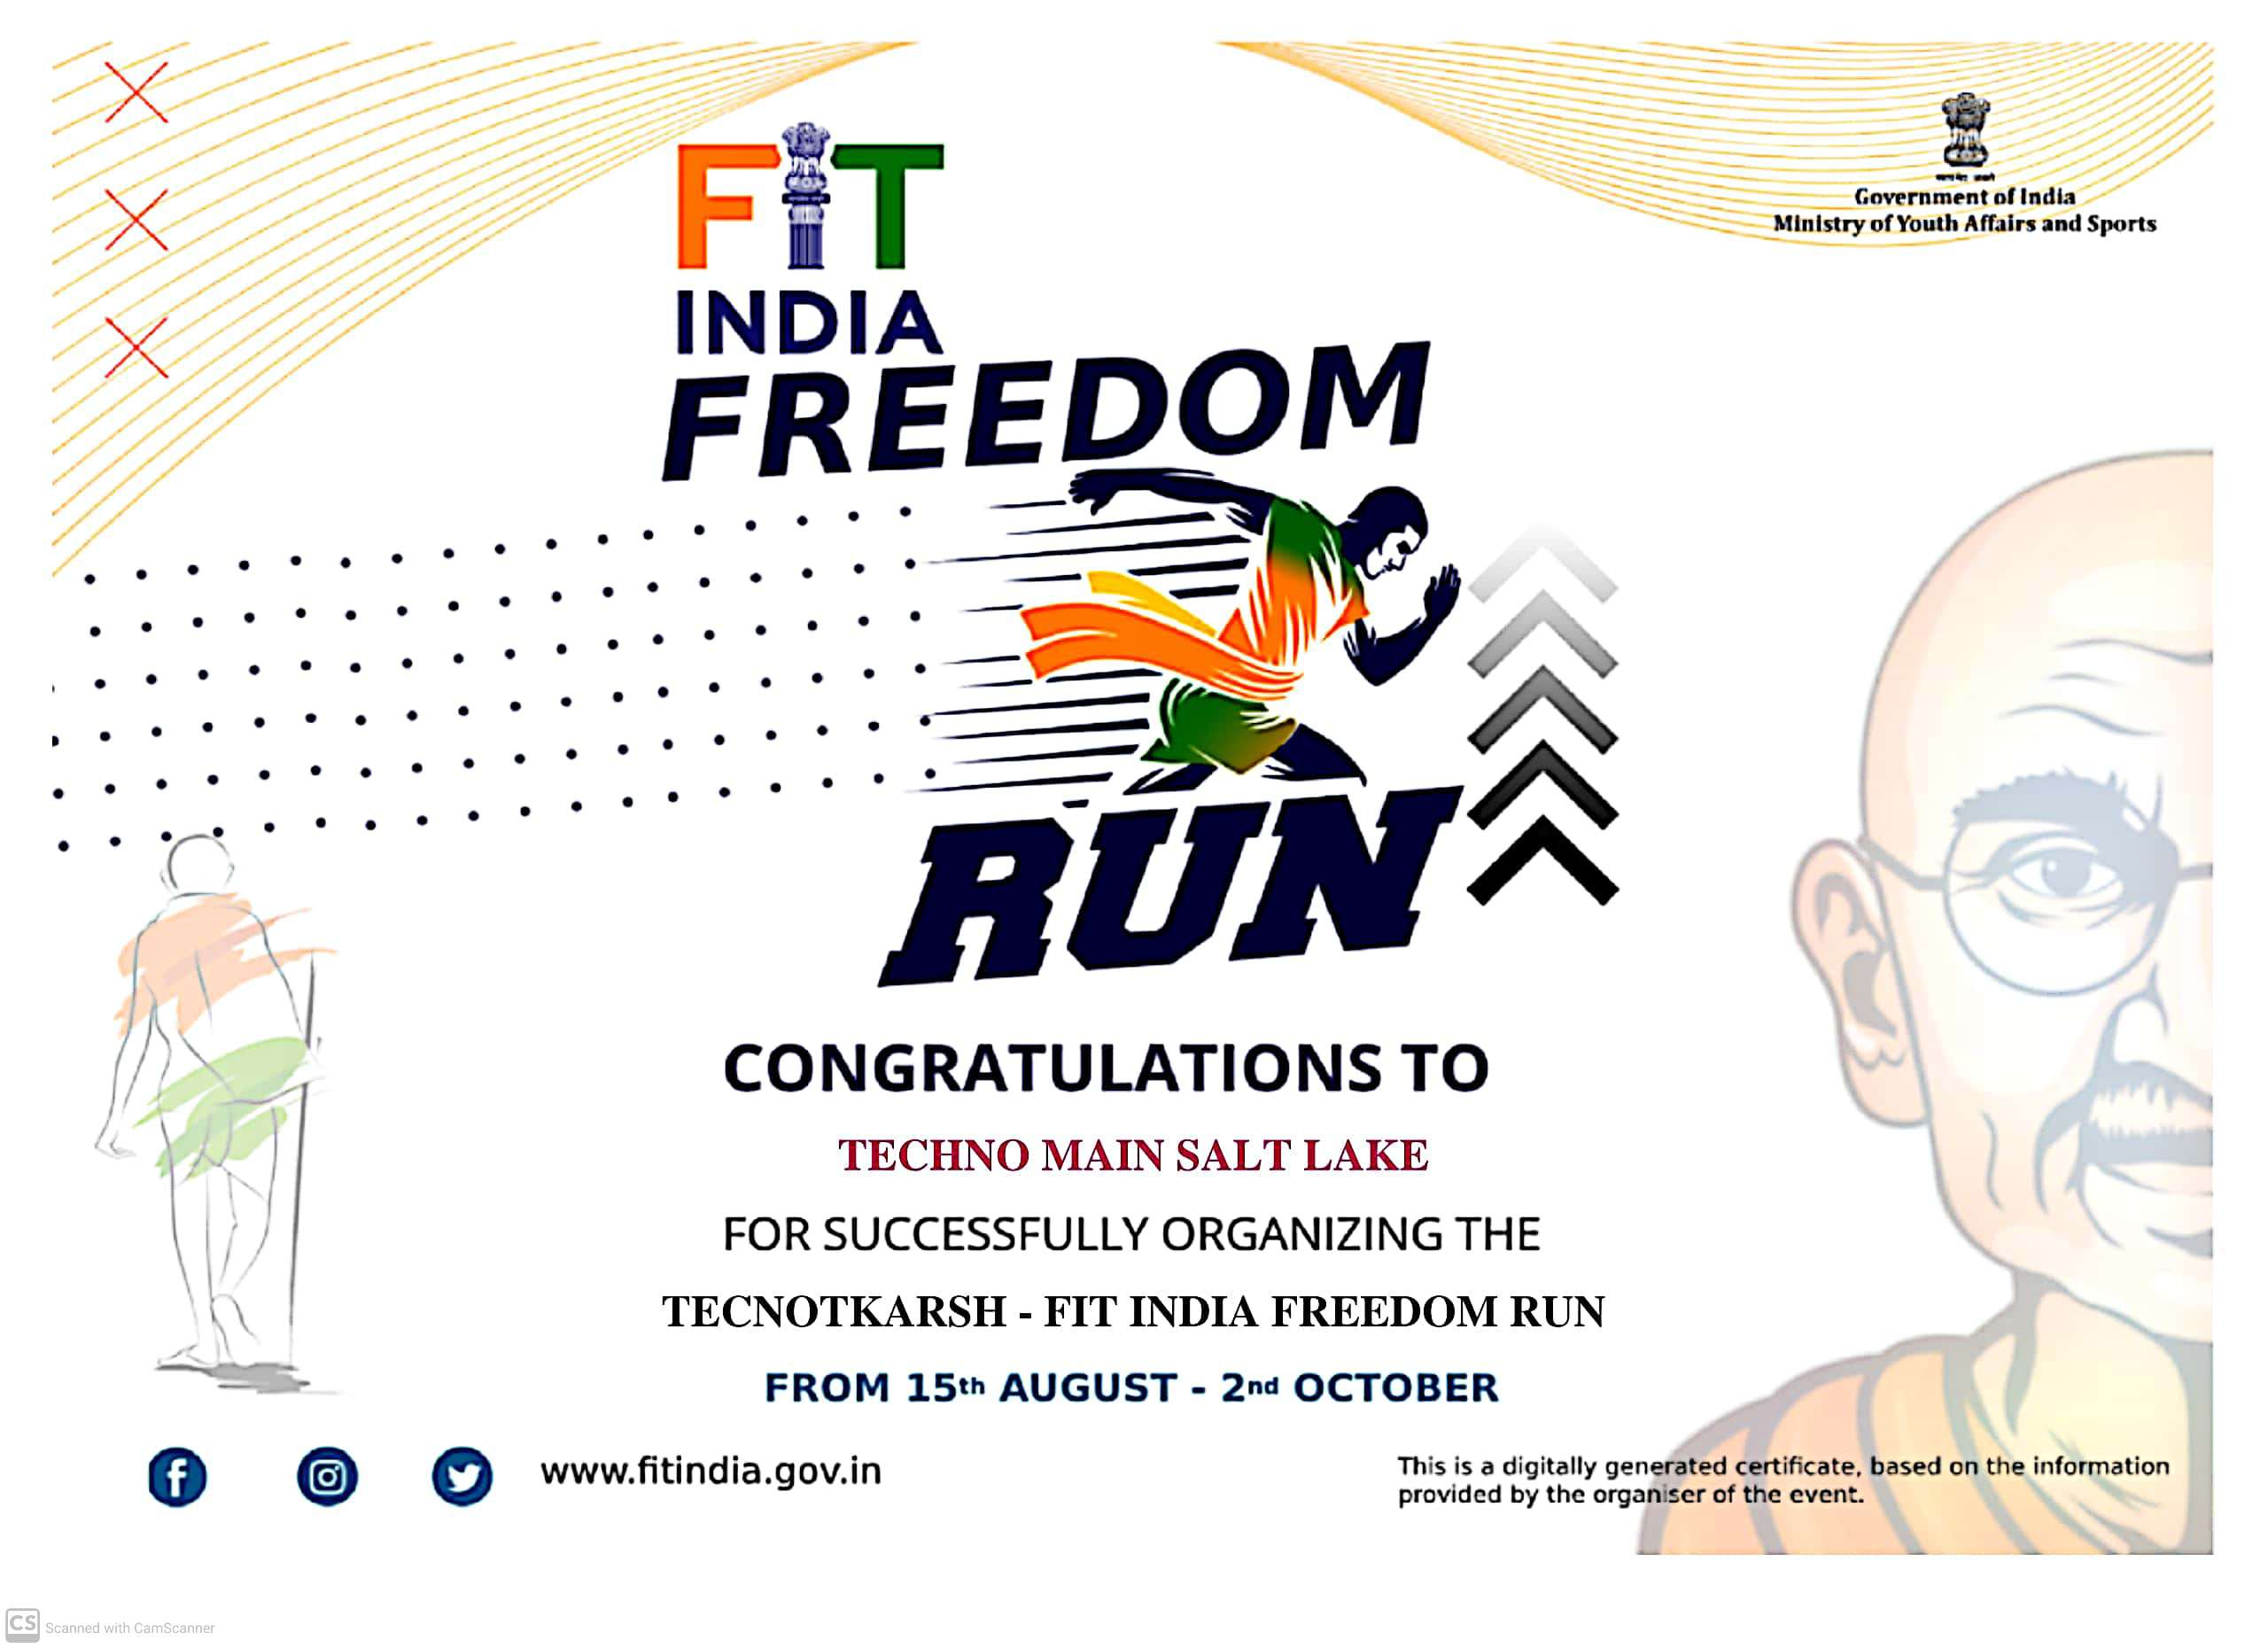 FiT
INDIA
FREEDOM
RUN
Government of India
Ministry of Youth Affairs and Sports
CONGRATULATIONS TO
TECHNO MAIN SALT LAKE
FOR SUCCESSFULLY ORGANIZING THE
TECNOTKARSH - FIT INDIA FREEDOM RUN
FROM 15th AUGUST - 2nd OCTOBER
www.fitindia.gov.in
This is a digitally generated certificate, based on the information
provided by the organiser of the event.
CS Scanned with CamScanner